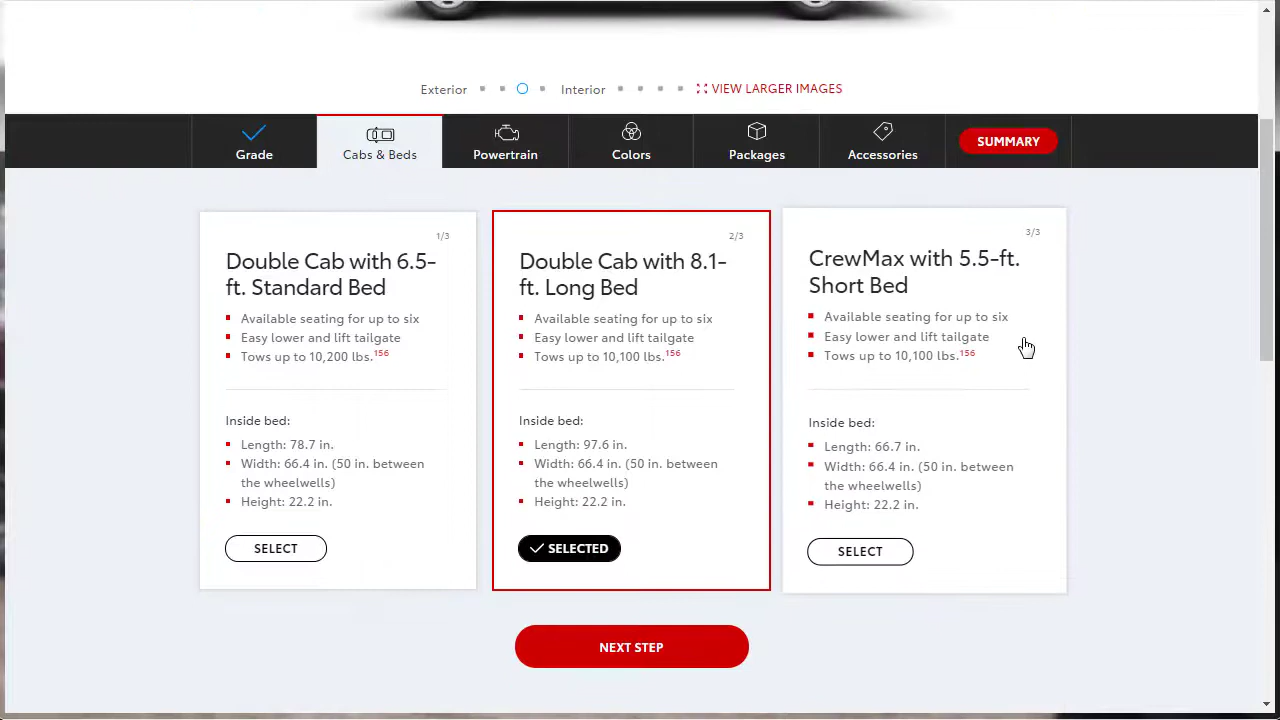 Exterior
Interior
VIEW LARGER IMAGES
Grade
Cabs & Beds
Powertrain
Colors
Packages
Accessories
SUMMARY
1/3
Double Cab with 6.5-
ft. Standard Bed
Available seating for up to six
Easy lower and lift tailgate
Tows up to 10,200 lbs.156
Inside bed:
Length: 78.7 in.
Width: 66.4 in. (50 in. between
the wheelwells)
Height: 22.2 in.
SELECT
2/3
Double Cab with 8.1-
ft. Long Bed
Available seating for up to six
Easy lower and lift tailgate
Tows up to 10,100 lbs.156
Inside bed:
Length: 97.6 in.
Width: 66.4 in. (50 in. between
the wheelwells)
Height: 22.2 in.
SELECTED
3/3
CrewMax with 5.5-ft.
Short Bed
Available seating for up to six
Easy lower and lift tailgate
Tows up to 10,100 lbs.156
Inside bed:
Length: 66.7 in.
Width: 66.4 in. (50 in. between
the wheelwells)
Height: 22.2 in.
SELECT
NEXT STEP